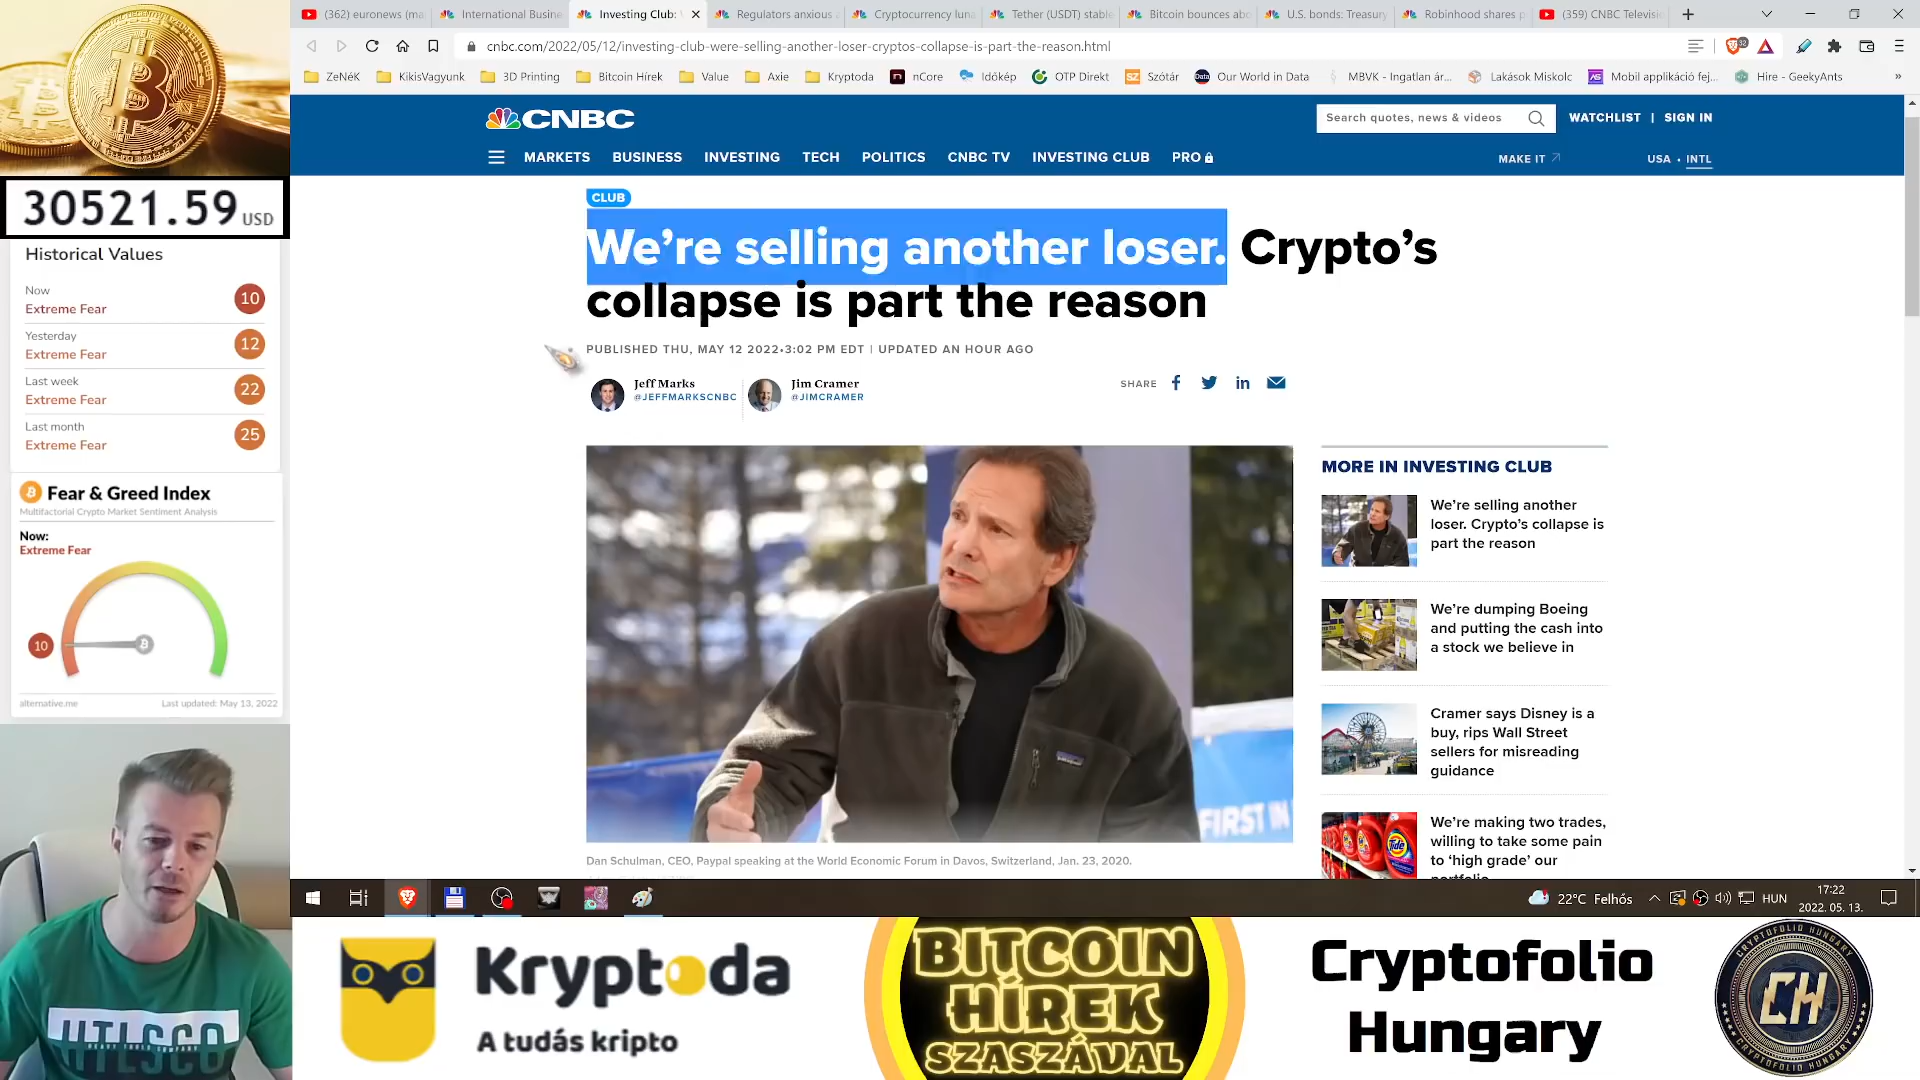 (362) euronews (ma
International Busine
Investing Club:
Regulators anxious
Cryptocurrency luna
Tether (USDT) stable
Bitcoin bounces abo
U.S. bonds: Treasury
Robinhood shares p
(359) CNBC Televisi
cnbc.com/2022/05/12/investing-club-were-selling-another-loser-cryptos-collapse-is-part-the-reason.html
32
ZeNéK
KikisVagyunk
3D Printing
Bitcoin Hírek
Value
Axie
Kryptoda
nCore
Időkép
OTP Direkt
SZ Szótár
Our World in Data
MBVK - Ingatlan ár...
Lakások Miskolc
Mobil applikáció fej...
Hire - GeekyAnts
CNBC
Search quotes, news & videos
WATCHLIST | SIGN IN
MARKETS BUSINESS INVESTING TECH POLITICS CNBC TV INVESTING CLUB PRO
MAKE IT
USA • INTL
CLUB
We’re selling another loser. Crypto’s
collapse is part the reason
PUBLISHED THU, MAY 12 2022•3:02 PM EDT | UPDATED AN HOUR AGO
Jeff Marks
@JEFFMARKSCNBC
Jim Cramer
@JIMCRAMER
SHARE
FIRST IN
Dan Schulman, CEO, Paypal speaking at the World Economic Forum in Davos, Switzerland, Jan. 23, 2020.
MORE IN INVESTING CLUB
We’re selling another
loser. Crypto’s collapse is
part the reason
We’re dumping Boeing
and putting the cash into
a stock we believe in
Cramer says Disney is a
buy, rips Wall Street
sellers for misreading
guidance
Tide
We’re making two trades,
willing to take some pain
to ‘high grade’ our
portfolio
30521.59 USD
Historical Values
Now
Extreme Fear
10
Yesterday
Extreme Fear
12
Last week
Extreme Fear
22
Last month
Extreme Fear
25
Fear & Greed Index
Multifactorial Crypto Market Sentiment Analysis
Now:
Extreme Fear
10
alternative.me
Last updated: May 13, 2022
22°C Felhős
HUN
17:22
2022. 05. 13.
Kryptoda
A tudás kripto
BITCOIN
HÍREK
SZASZÁVAL
Cryptofolio
Hungary
CRYPTOFOLIO HUNGARY
CH
CRYPTOFOLIO HUNGARY